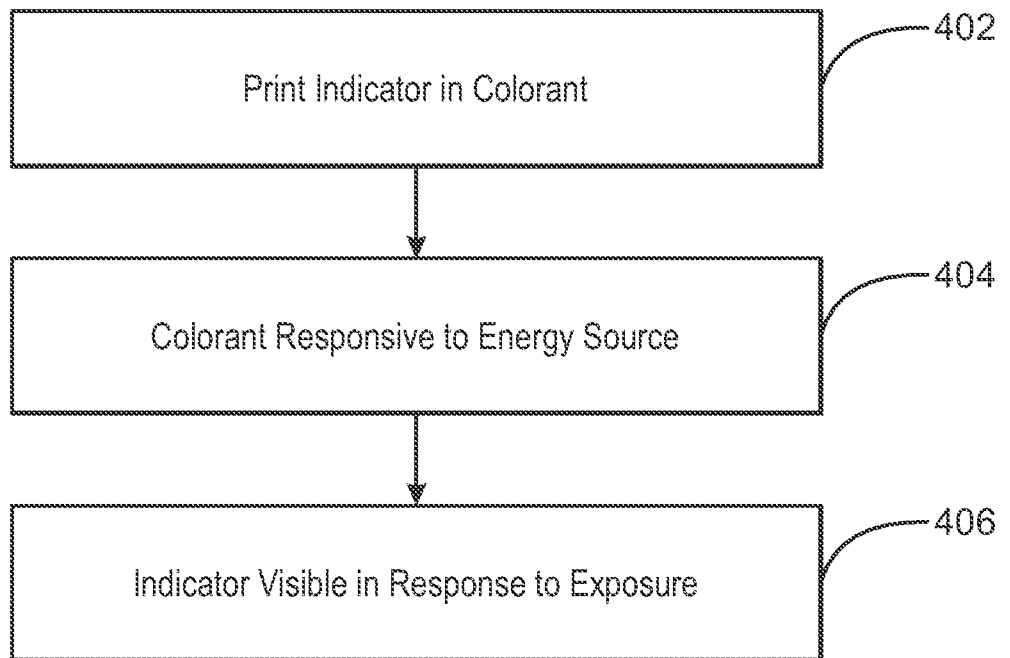 Print Indicator in Colorant
402
Colorant Responsive to Energy Source
404
Indicator Visible in Response to Exposure
406